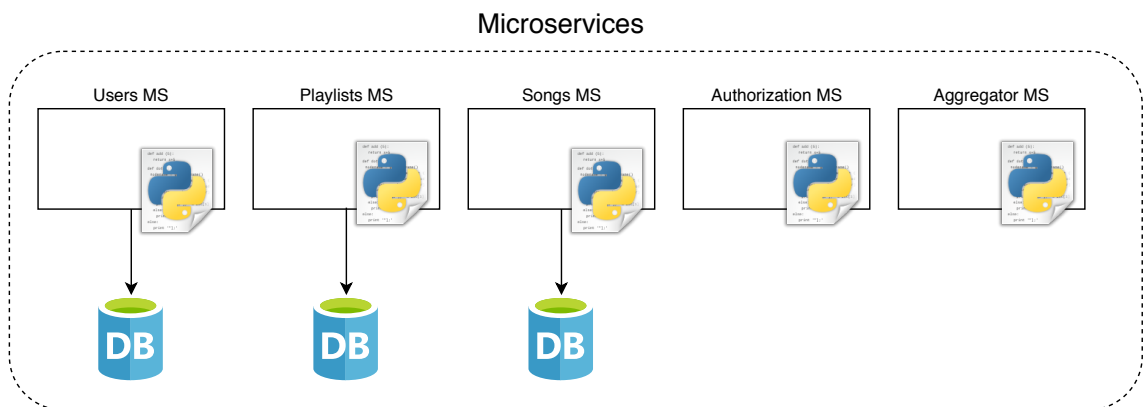 Microservices
Users MS
Playlists MS
Songs MS
Authorization MS
Aggregator MS
DB
DB
DB